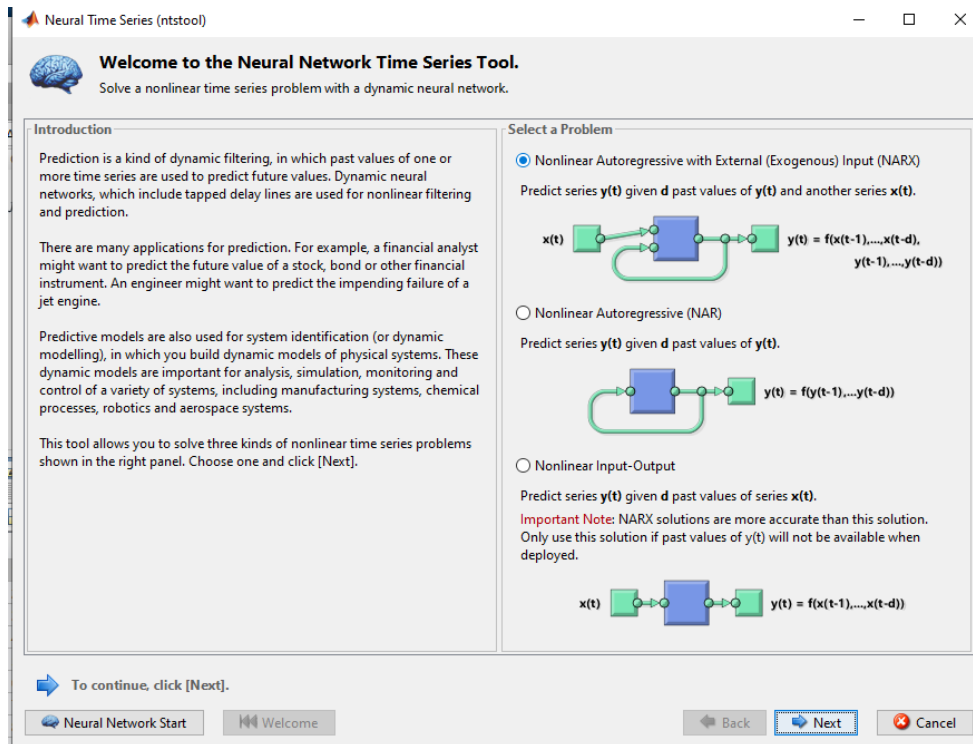 Neural Time Series (ntstool)
Welcome to the Neural Network Time Series Tool.
Solve a nonlinear time series problem with a dynamic neural network.
Introduction
Prediction is a kind of dynamic filtering, in which past values of one or
more time series are used to predict future values. Dynamic neural
networks, which include tapped delay lines are used for nonlinear filtering
and prediction.
There are many applications for prediction. For example, a financial analyst
might want to predict the future value of a stock, bond or other financial
instrument. An engineer might want to predict the impending failure of a
jet engine.
Predictive models are also used for system identification (or dynamic
modelling), in which you build dynamic models of physical systems. These
dynamic models are important for analysis, simulation, monitoring and
control of a variety of systems, including manufacturing systems, chemical
processes, robotics and aerospace systems.
This tool allows you to solve three kinds of nonlinear time series problems
shown in the right panel. Choose one and click [Next].
Select a Problem
Nonlinear Autoregressive with External (Exogenous) Input (NARX)
Predict series y(t) given d past values of y(t) and another series x(t).
x(t)
y(t) = f(x(t-1),...,x(t-d),
y(t-1),...,y(t-d))
Nonlinear Autoregressive (NAR)
Predict series y(t) given d past values of y(t).
y(t) = f(y(t-1),...y(t-d))
Nonlinear Input-Output
Predict series y(t) given d past values of series x(t).
Important Note: NARX solutions are more accurate than this solution.
Only use this solution if past values of y(t) will not be available when
deployed.
x(t)
y(t) = f(x(t-1),...,x(t-d))
To continue, click [Next].
Neural Network Start
Welcome
Back
Next
Cancel